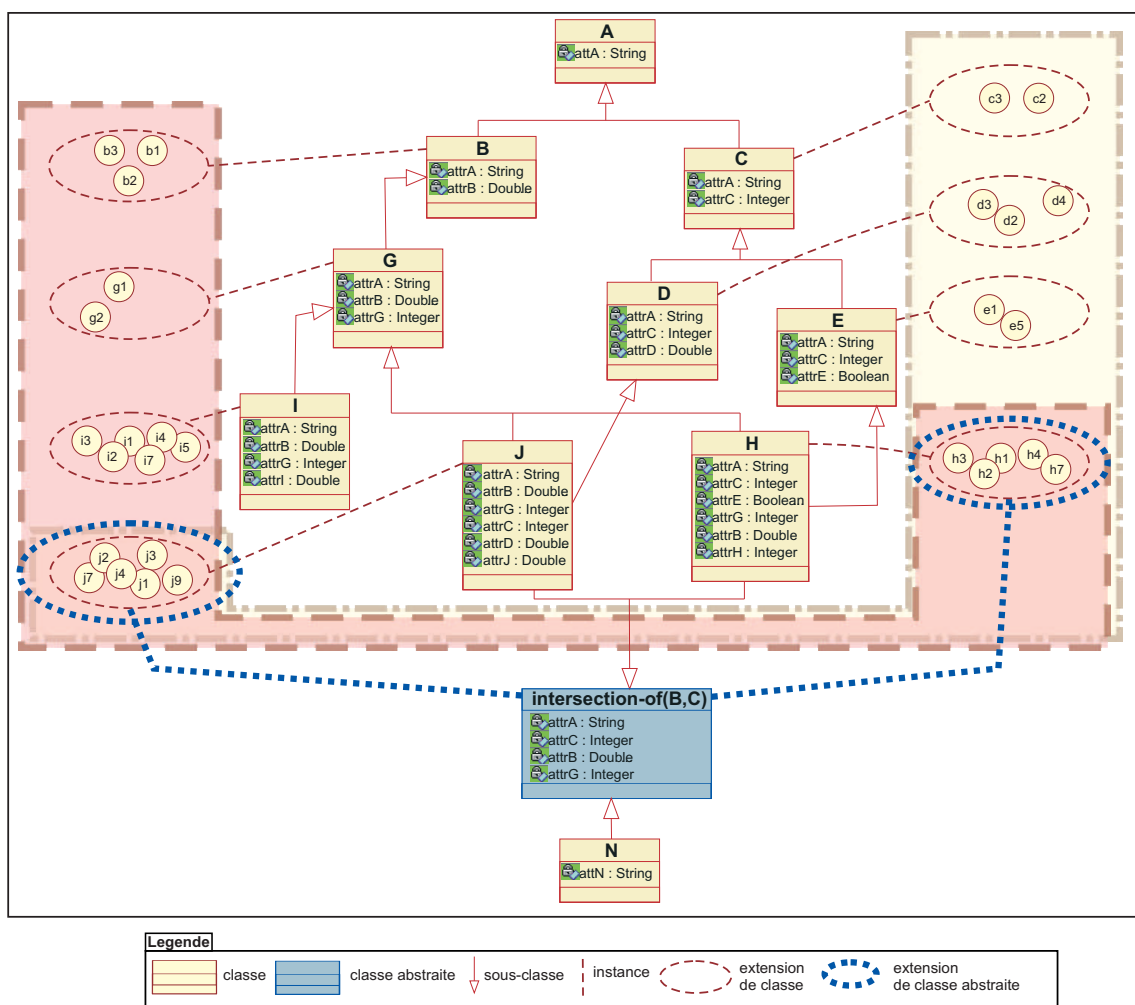 A
attA : String
c3
c2
b3
b1
b2
B
attrA : String
attrB : Double
C
attrA : String
attrC : Integer
d3
d2
d4
g1
g2
G
attrA : String
attrB : Double
attrG : Integer
D
attrA : String
attrC : Integer
attrD : Double
E
attrA : String
attrC : Integer
attrE : Boolean
e1
e5
i3
i1
i4
i2
i7
i5
I
attrA : String
attrB : Double
attrG : Integer
attrI : Double
J
attrA : String
attrB : Double
attrG : Integer
attrC : Integer
attrD : Double
attrJ : Double
H
attrA : String
attrC : Integer
attrE : Boolean
attrG : Integer
attrB : Double
attrH : Integer
h3
h1
h4
h2
h7
j2
j3
j7
j4
j1
j9
intersection-of(B,C)
attrA : String
attrC : Integer
attrB : Double
attrG : Integer
N
attN : String
Legende
classe
classe abstraite
sous-classe
instance
extension
de classe
extension
de classe abstraite